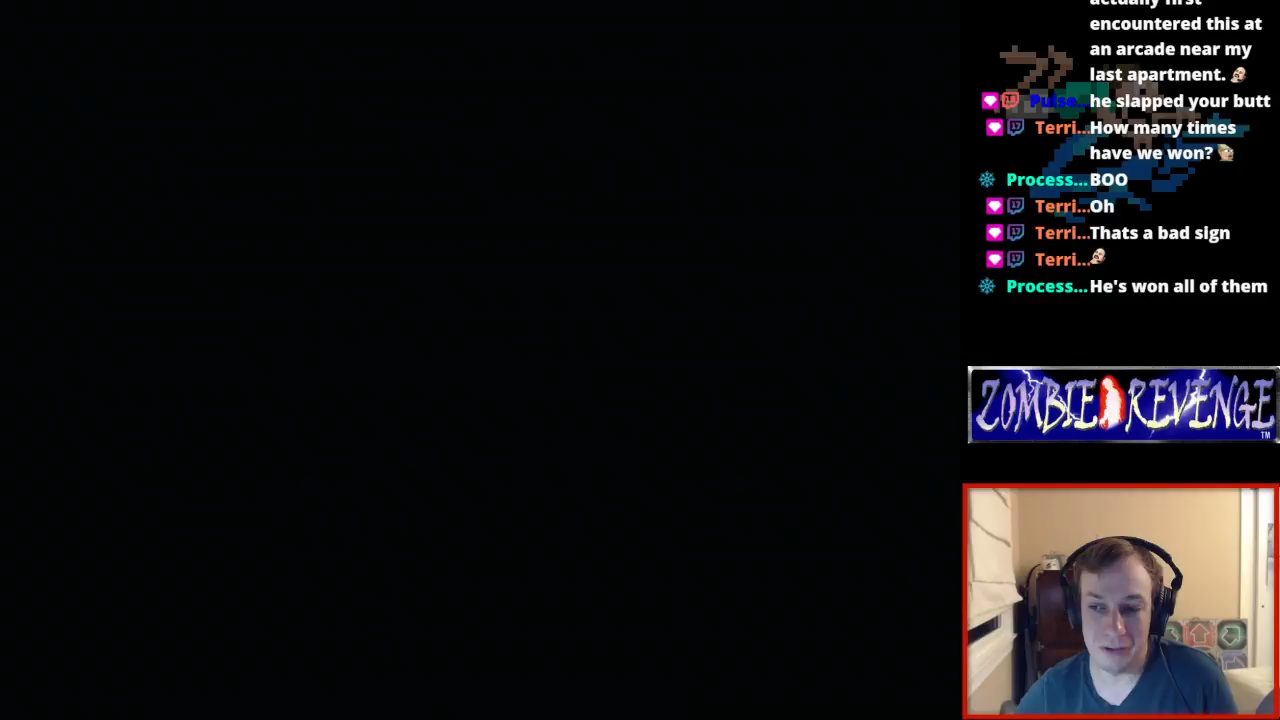 actually first
encountered this at
an arcade near my
last apartment.
Pulse... he slapped your butt
Terri... How many times
have we won?
Process... BOO
Terri... Oh
Terri... Thats a bad sign
Terri...
Process... He's won all of them
ZOMBIE REVENGE
TM